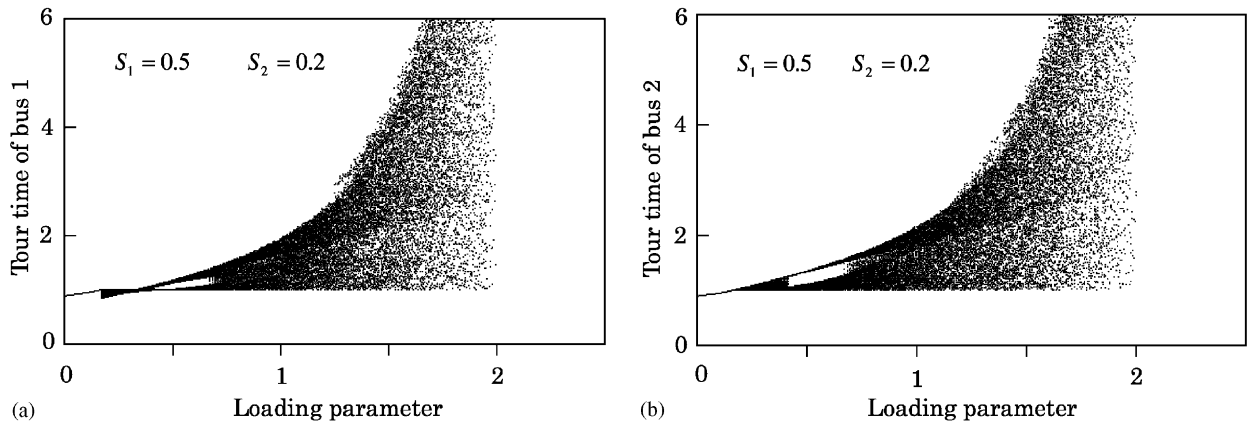 6
4
2
0
Tour time of bus 1
S₁ = 0.5 S₂ = 0.2
0 1 2
Loading parameter
(a)
6
4
2
0
Tour time of bus 2
S₁ = 0.5 S₂ = 0.2
0 1 2
Loading parameter
(b)